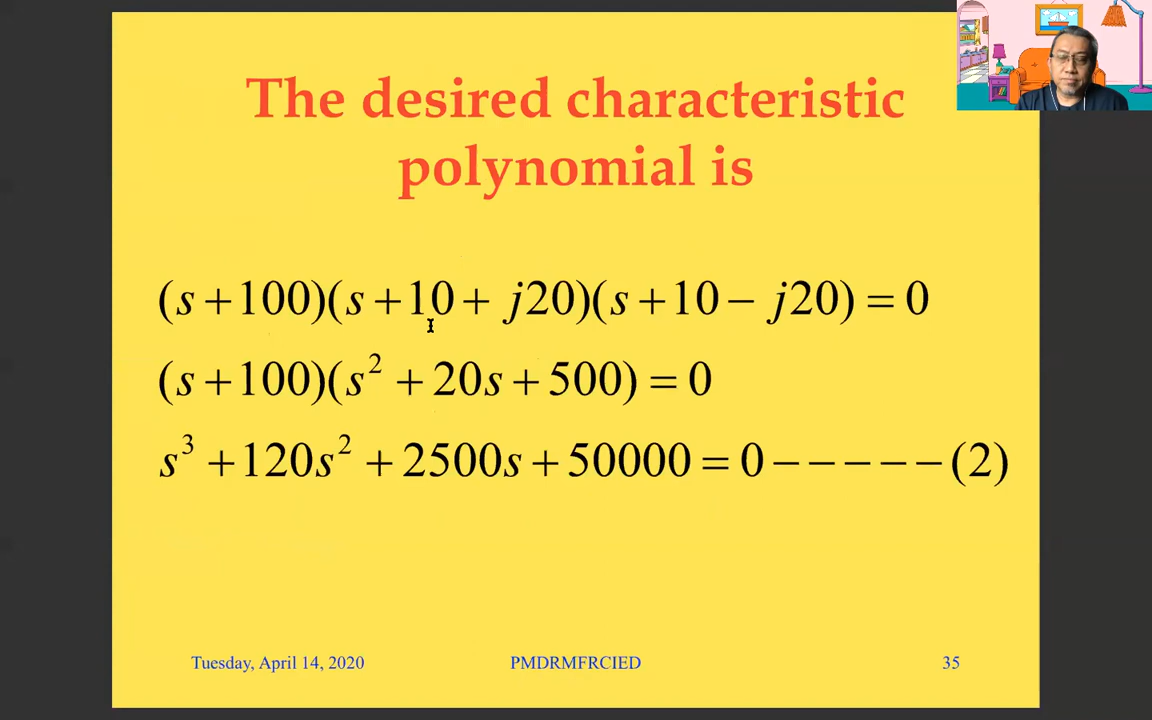 The desired characteristic
polynomial is
(s+100)(s+10+ j20)(s+10− j20) = 0
(s+100)(s² + 20s + 500) = 0
s³ +120s² + 2500s + 50000 = 0 − − − − − (2)
Tuesday, April 14, 2020
PMDRMFRCIED
35